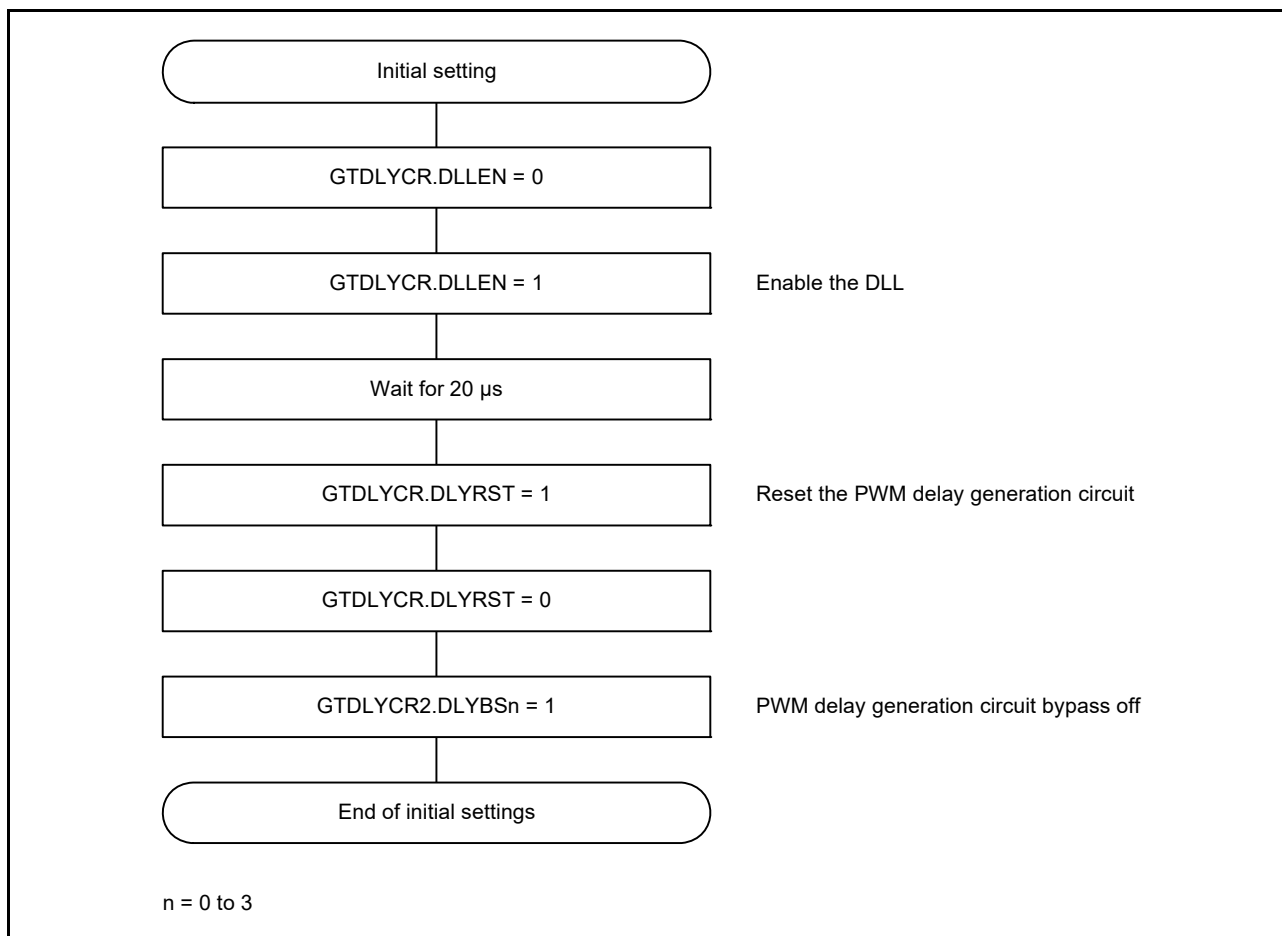 Initial setting
GTDLYCR.DLLEN = 0
GTDLYCR.DLLEN = 1
Enable the DLL
Wait for 20 µs
GTDLYCR.DLYRST = 1
Reset the PWM delay generation circuit
GTDLYCR.DLYRST = 0
GTDLYCR2.DLYBSn = 1
PWM delay generation circuit bypass off
End of initial settings
n = 0 to 3